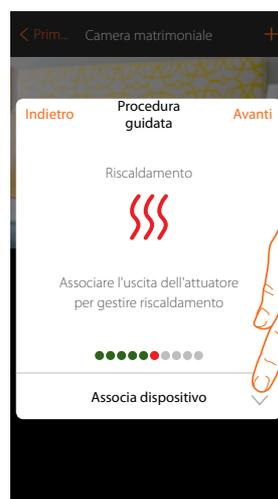 Prim... Camera matrimoniale +
Indietro Procedura guidata Avanti
Riscaldamento
Associare l'uscita dell'attuatore
per gestire riscaldamento
Associa dispositivo